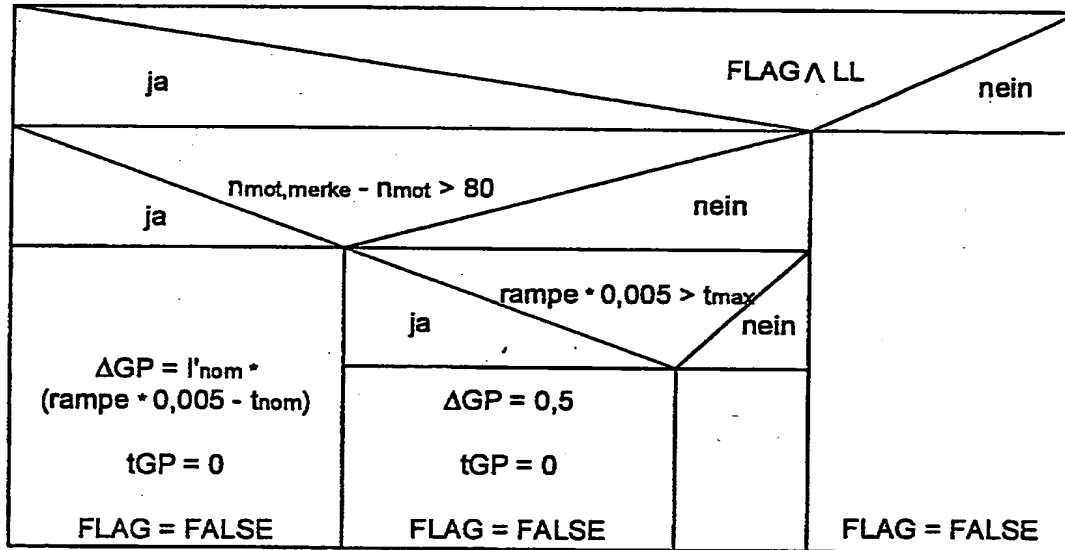 FLAG ∧ LL
ja
nein
nmot,merke - nmot > 80
ja
nein
rampe * 0,005 > tmax
ja
nein
ΔGP = I'nom *
(rampe * 0,005 - tnom)
tGP = 0
FLAG = FALSE
ΔGP = 0,5
tGP = 0
FLAG = FALSE
FLAG = FALSE